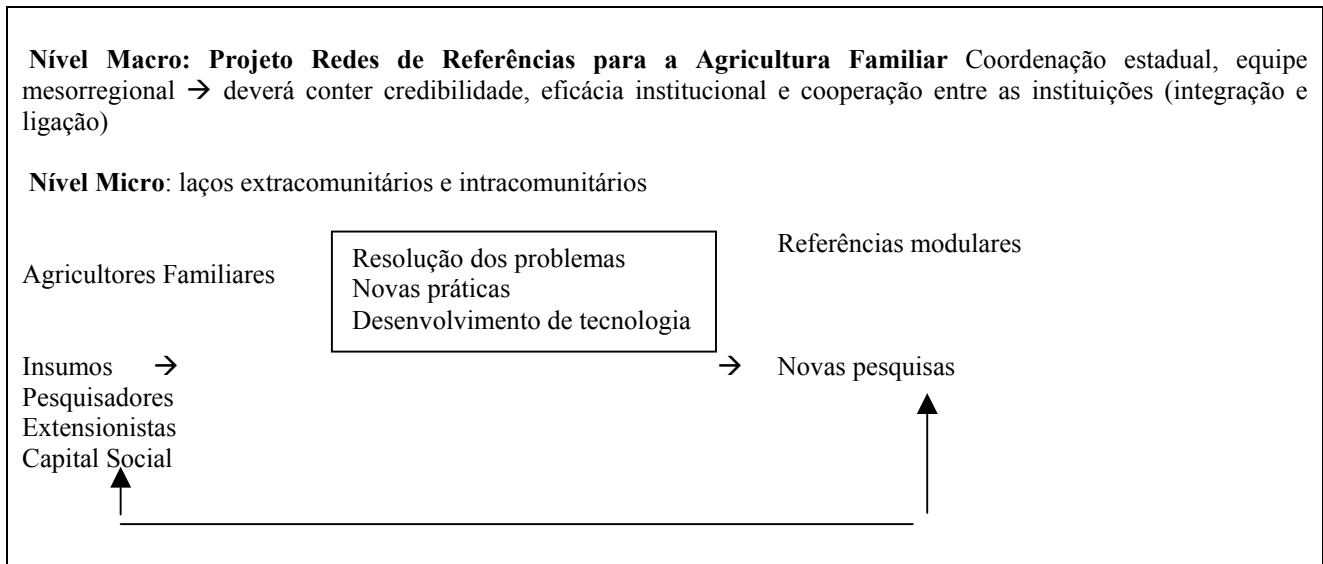 Nível Macro: Projeto Redes de Referências para a Agricultura Familiar Coordenação estadual, equipe
mesorregional → deverá conter credibilidade, eficácia institucional e cooperação entre as instituições (integração e
ligação)
Nível Micro: laços extracomunitários e intracomunitários
Agricultores Familiares
Resolução dos problemas
Novas práticas
Desenvolvimento de tecnologia
Referências modulares
Insumos →
→ Novas pesquisas
Pesquisadores
Extensionistas
Capital Social